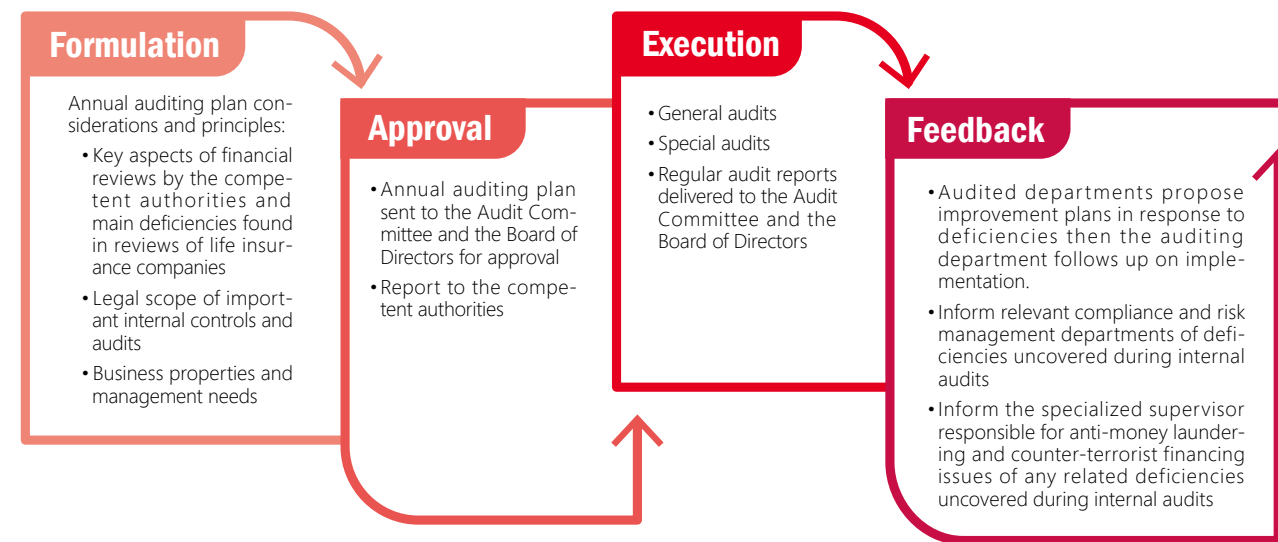 Formulation
Annual auditing plan con-
siderations and principles:
• Key aspects of financial
reviews by the compe-
tent authorities and
main deficiencies found
in reviews of life insur-
ance companies
• Legal scope of import-
ant internal controls and
audits
• Business properties and
management needs
Approval
• Annual auditing plan
sent to the Audit Com-
mittee and the Board of
Directors for approval
• Report to the compe-
tent authorities
Execution
• General audits
• Special audits
• Regular audit reports
delivered to the Audit
Committee and the
Board of Directors
Feedback
• Audited departments propose
improvement plans in response to
deficiencies then the auditing
department follows up on imple-
mentation.
• Inform relevant compliance and risk
management departments of defi-
ciencies uncovered during internal
audits
• Inform the specialized supervisor
responsible for anti-money launder-
ing and counter-terrorist financing
issues of any related deficiencies
uncovered during internal audits